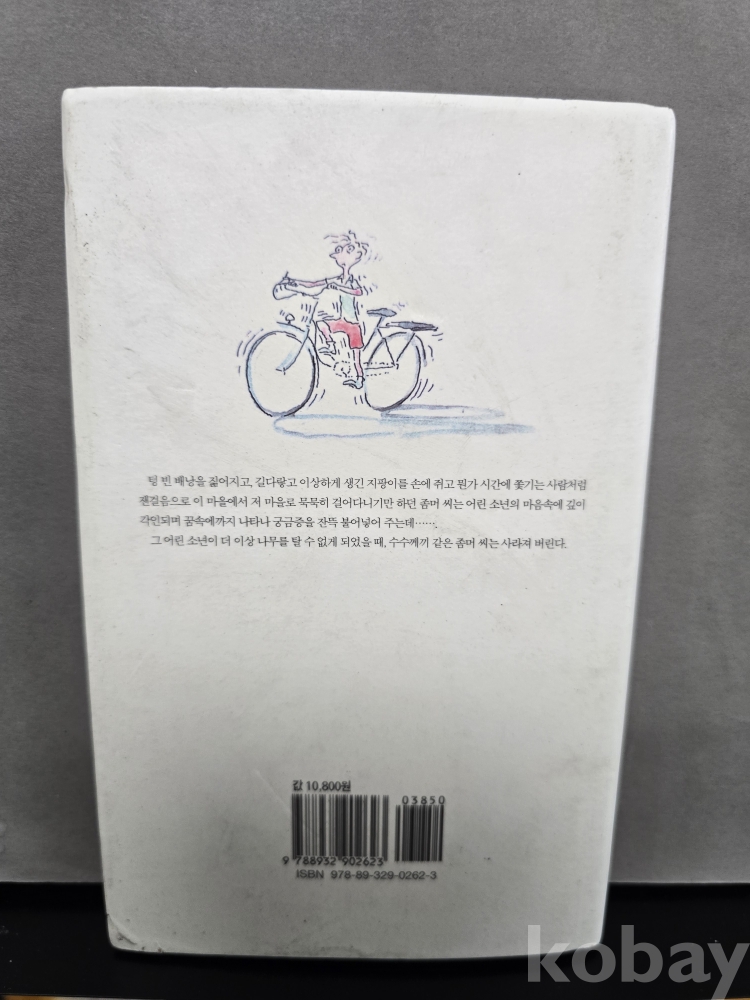 텅 빈 배낭을 짊어지고, 길다랗고 이상하게 생긴 지팡이를 손에 쥐고 뭔가 시간에 쫓기는 사람처럼
잰걸음으로 이 마을에서 저 마을로 묵묵히 걸어다니기만 하던 좀머 씨는 어린 소년의 마음속에 깊이
각인되며 꿈속에까지 나타나 궁금증을 잔뜩 불어넣어 주는데…….
그 어린 소년이 더 이상 나무를 탈 수 없게 되었을 때, 수수께끼 같은 좀머 씨는 사라져 버린다.
값 10,800원
03850
9 788932 902623
ISBN 978-89-329-0262-3
kobay